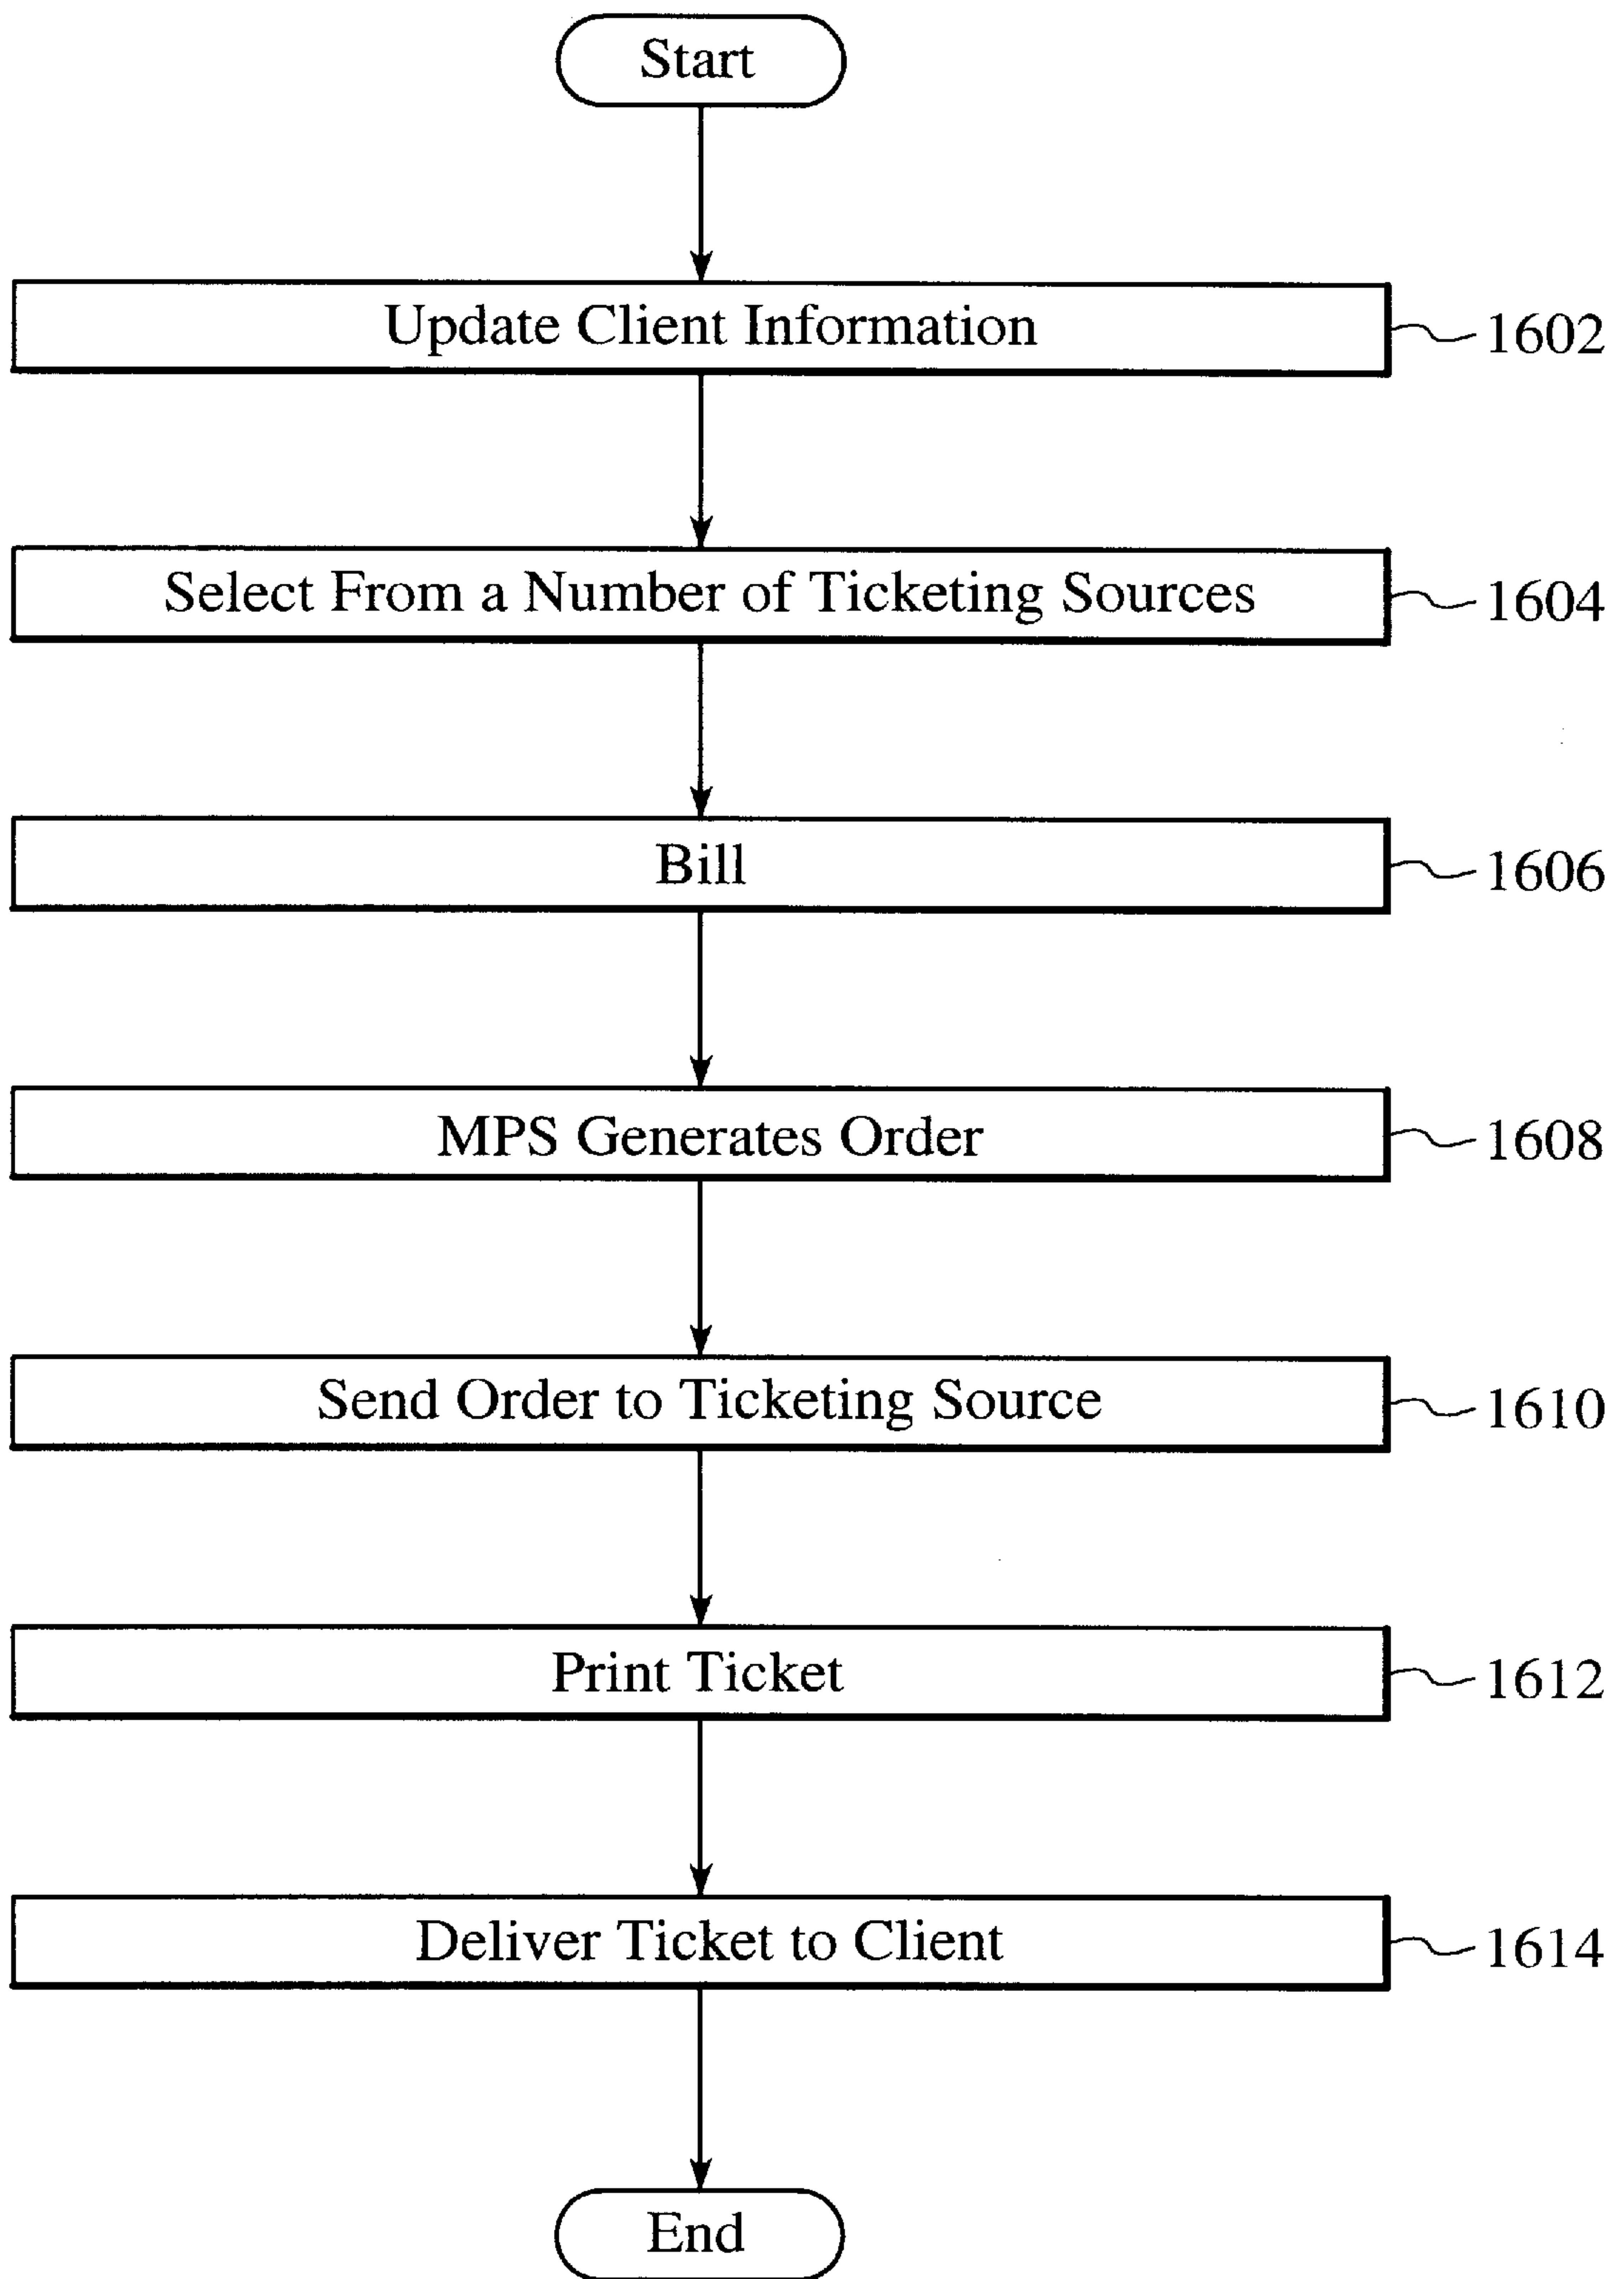 Start
Update Client Information
1602
Select From a Number of Ticketing Sources
1604
Bill
1606
MPS Generates Order
1608
Send Order to Ticketing Source
1610
Print Ticket
1612
Deliver Ticket to Client
1614
End